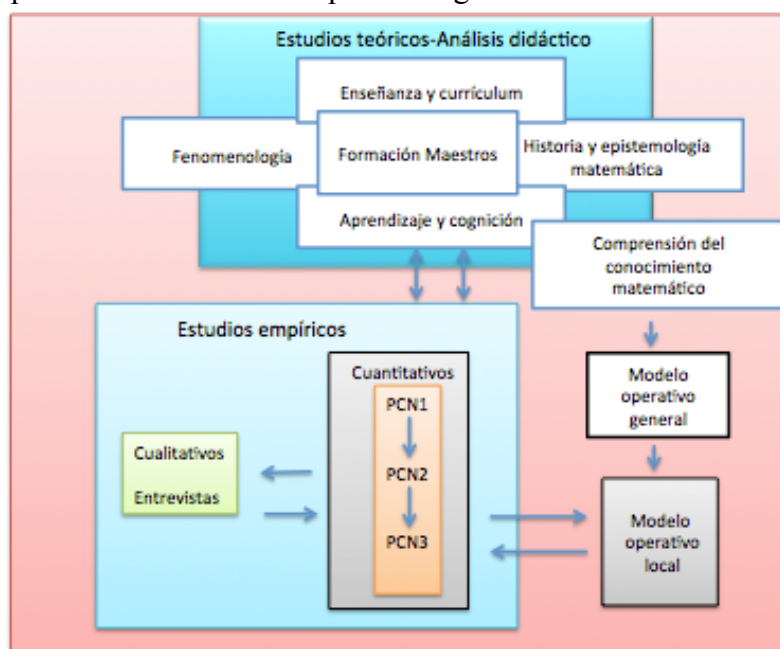 Estudios teóricos-Análisis didáctico
Enseñanza y currículum
Fenomenología
Formación Maestros
Historia y epistemología
matemática
Aprendizaje y cognición
Comprensión del
conocimiento
matemático
Estudios empíricos
Cuantitativos
PCN1
PCN2
PCN3
Cualitativos
Entrevistas
Modelo
operativo
general
Modelo
operativo
local